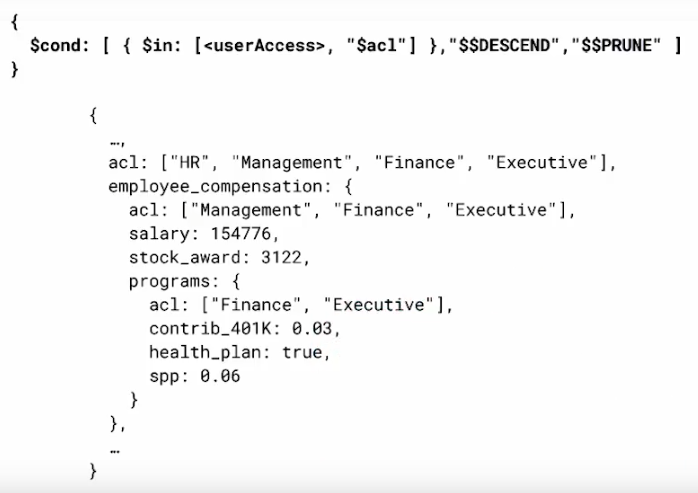 {
  $cond: [ { $in: [<userAccess>, "$acl"] },"$$DESCEND","$$PRUNE" ]
}
{
  …,
  acl: ["HR", "Management", "Finance", "Executive"],
  employee_compensation: {
    acl: ["Management", "Finance", "Executive"],
    salary: 154776,
    stock_award: 3122,
    programs: {
      acl: ["Finance", "Executive"],
      contrib_401K: 0.03,
      health_plan: true,
      spp: 0.06
    }
  },
  …
}